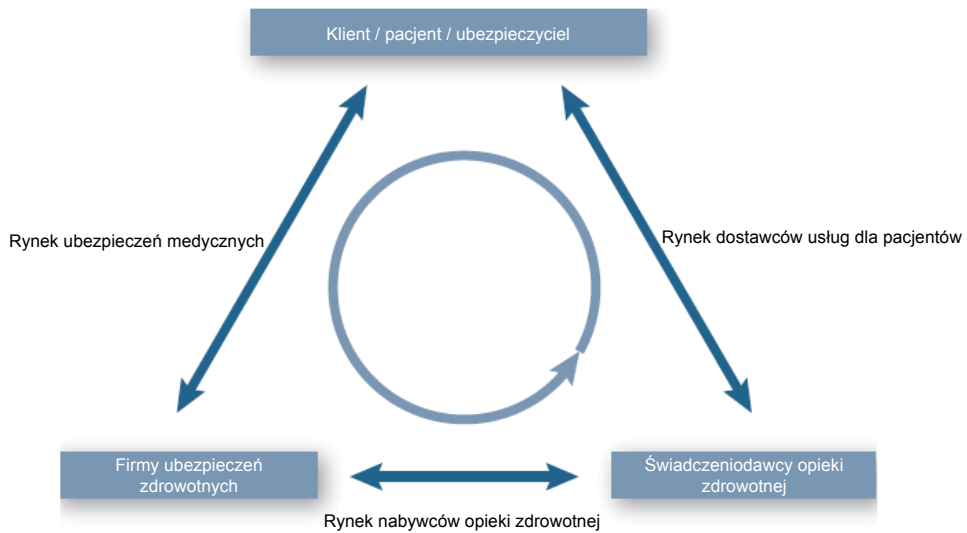 Klient / pacjent / ubezpieczyciel
Rynek ubezpieczeń medycznych
Rynek dostawców usług dla pacjentów
Firmy ubezpieczeń
zdrowotnych
Świadczeniodawcy opieki
zdrowotnej
Rynek nabywców opieki zdrowotnej